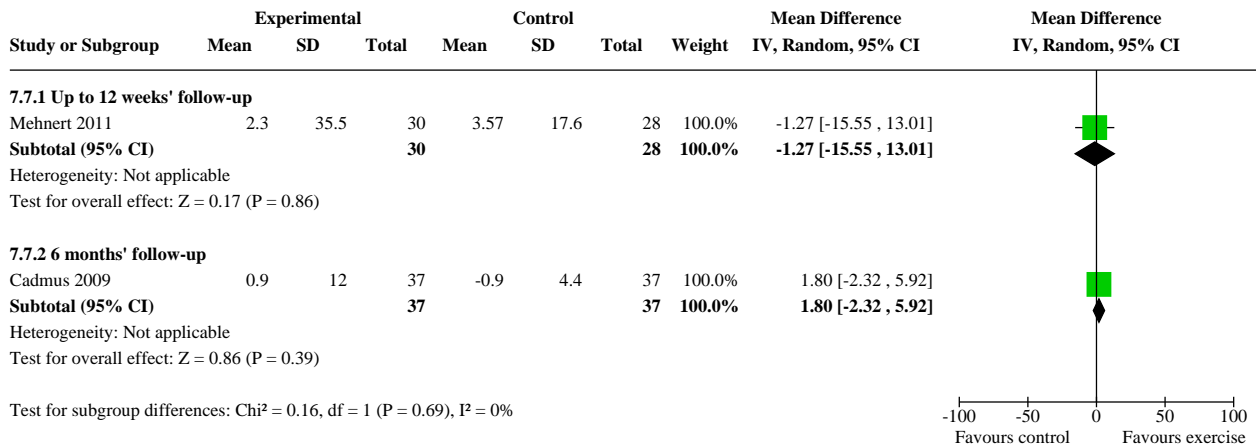 Experimental Control Mean Difference Mean Difference
Study or Subgroup Mean SD Total Mean SD Total Weight IV, Random, 95% CI IV, Random, 95% CI
7.7.1 Up to 12 weeks' follow-up
Mehnert 2011 2.3 35.5 30 3.57 17.6 28 100.0% -1.27 [-15.55 , 13.01]
Subtotal (95% CI) 30 28 100.0% -1.27 [-15.55 , 13.01]
Heterogeneity: Not applicable
Test for overall effect: Z = 0.17 (P = 0.86)
7.7.2 6 months' follow-up
Cadmus 2009 0.9 12 37 -0.9 4.4 37 100.0% 1.80 [-2.32 , 5.92]
Subtotal (95% CI) 37 37 100.0% 1.80 [-2.32 , 5.92]
Heterogeneity: Not applicable
Test for overall effect: Z = 0.86 (P = 0.39)
Test for subgroup differences: Chi² = 0.16, df = 1 (P = 0.69), I² = 0%
-100 -50 0 50 100
Favours control Favours exercise